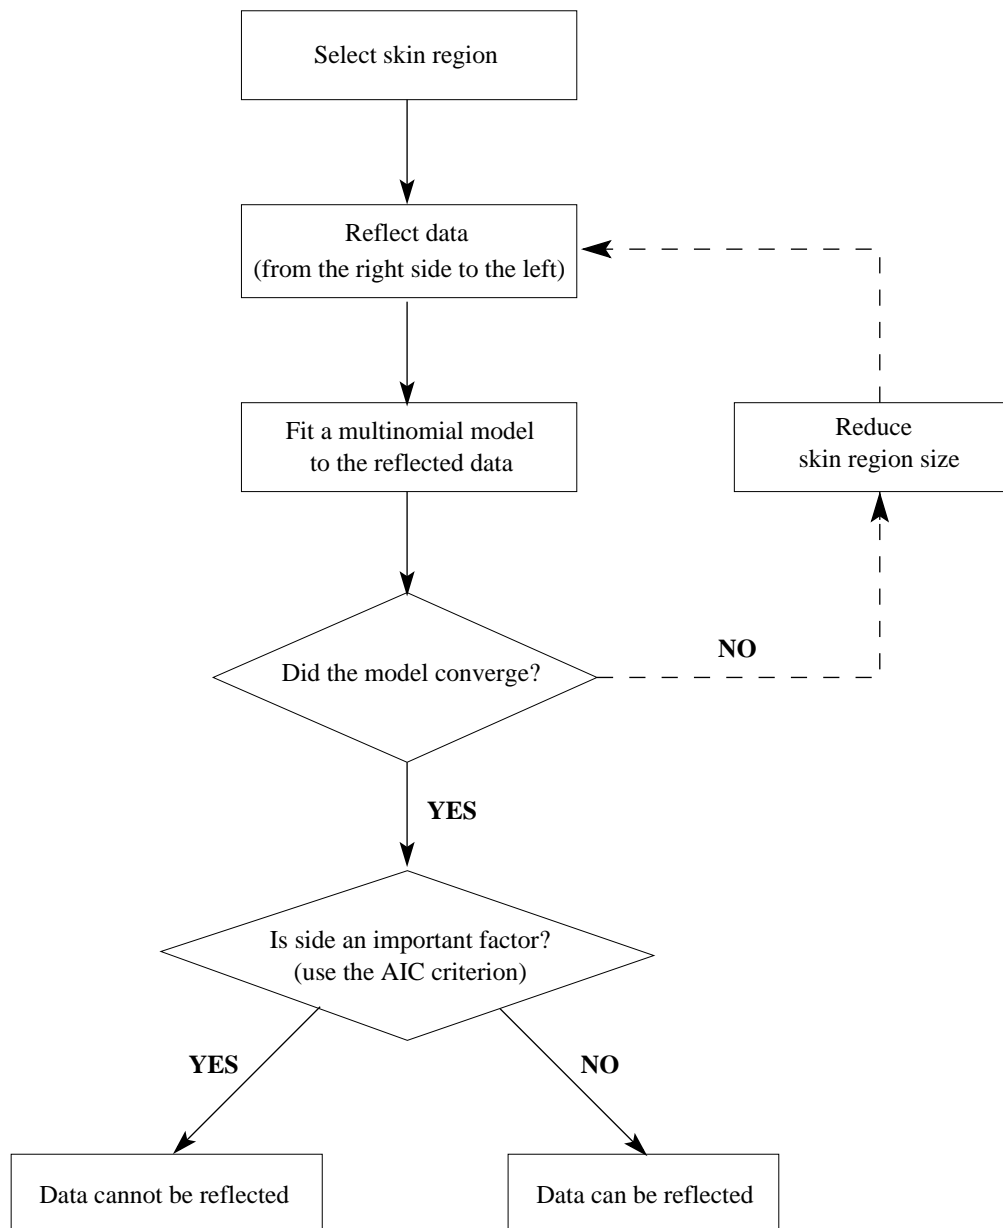 Select skin region
Reflect data
(from the right side to the left)
Fit a multinomial model
to the reflected data
Reduce
skin region size
Did the model converge?
NO
YES
Is side an important factor?
(use the AIC criterion)
YES
NO
Data cannot be reflected
Data can be reflected